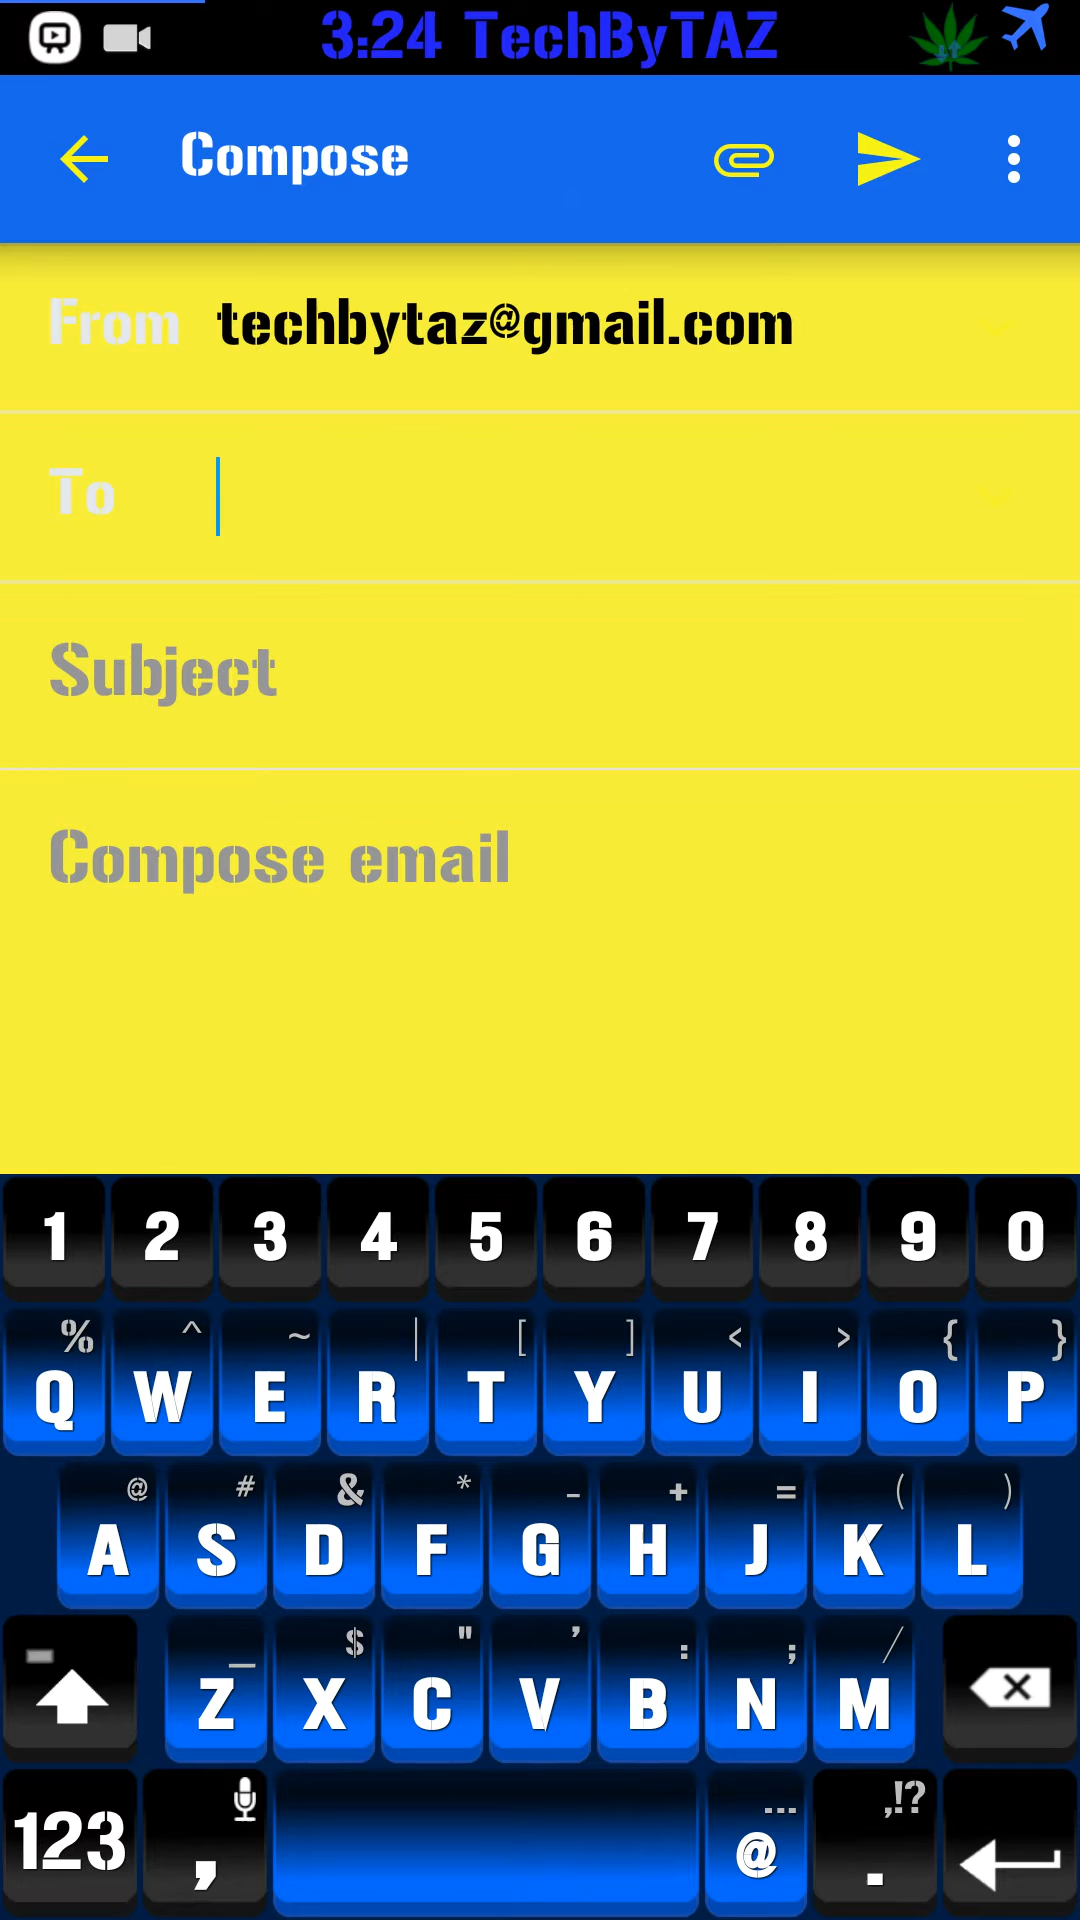 3:24 TechByTAZ
Compose
From techbytaz@gmail.com
To
Subject
Compose email
1 2 3 4 5 6 7 8 9 0
% ^ ~ | [ ] < > { }
Q W E R T Y U I O P
@ # & * - + = ( )
A S D F G H J K L
_ $ " ' : ; /
Z X C V B N M
... ,!?
123 , @ .